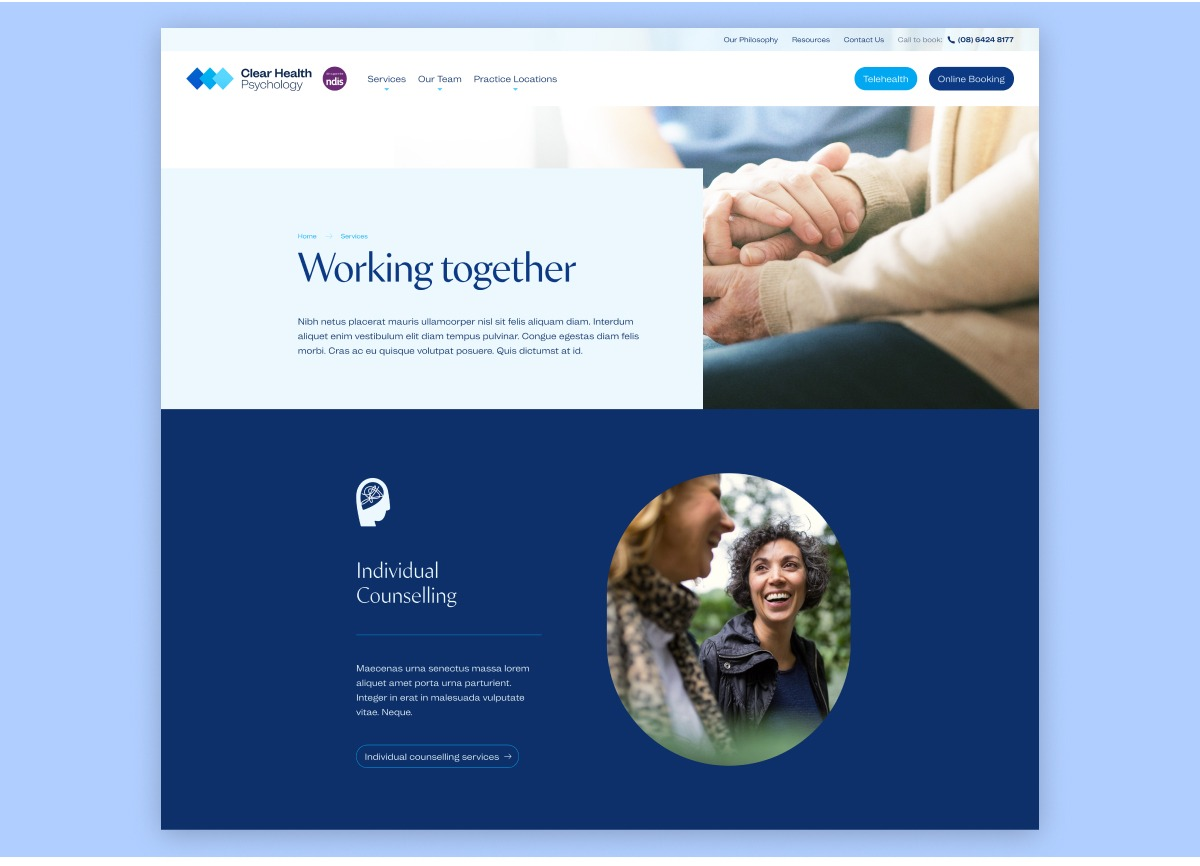 Our Philosophy Resources Contact Us Call to book: (08) 6424 8177
Clear Health
Psychology
ndis
Services Our Team Practice Locations
Telehealth Online Booking
Home → Services
Working together
Nibh netus placerat mauris ullamcorper nisl sit felis aliquam diam. Interdum
aliquet enim vestibulum elit diam tempus pulvinar. Congue egestas diam felis
morbi. Cras ac eu quisque volutpat posuere. Quis dictumst at id.
Individual
Counselling
Maecenas urna senectus massa lorem
aliquet amet porta urna parturient.
Integer in erat in malesuada vulputate
vitae. Neque.
Individual counselling services →